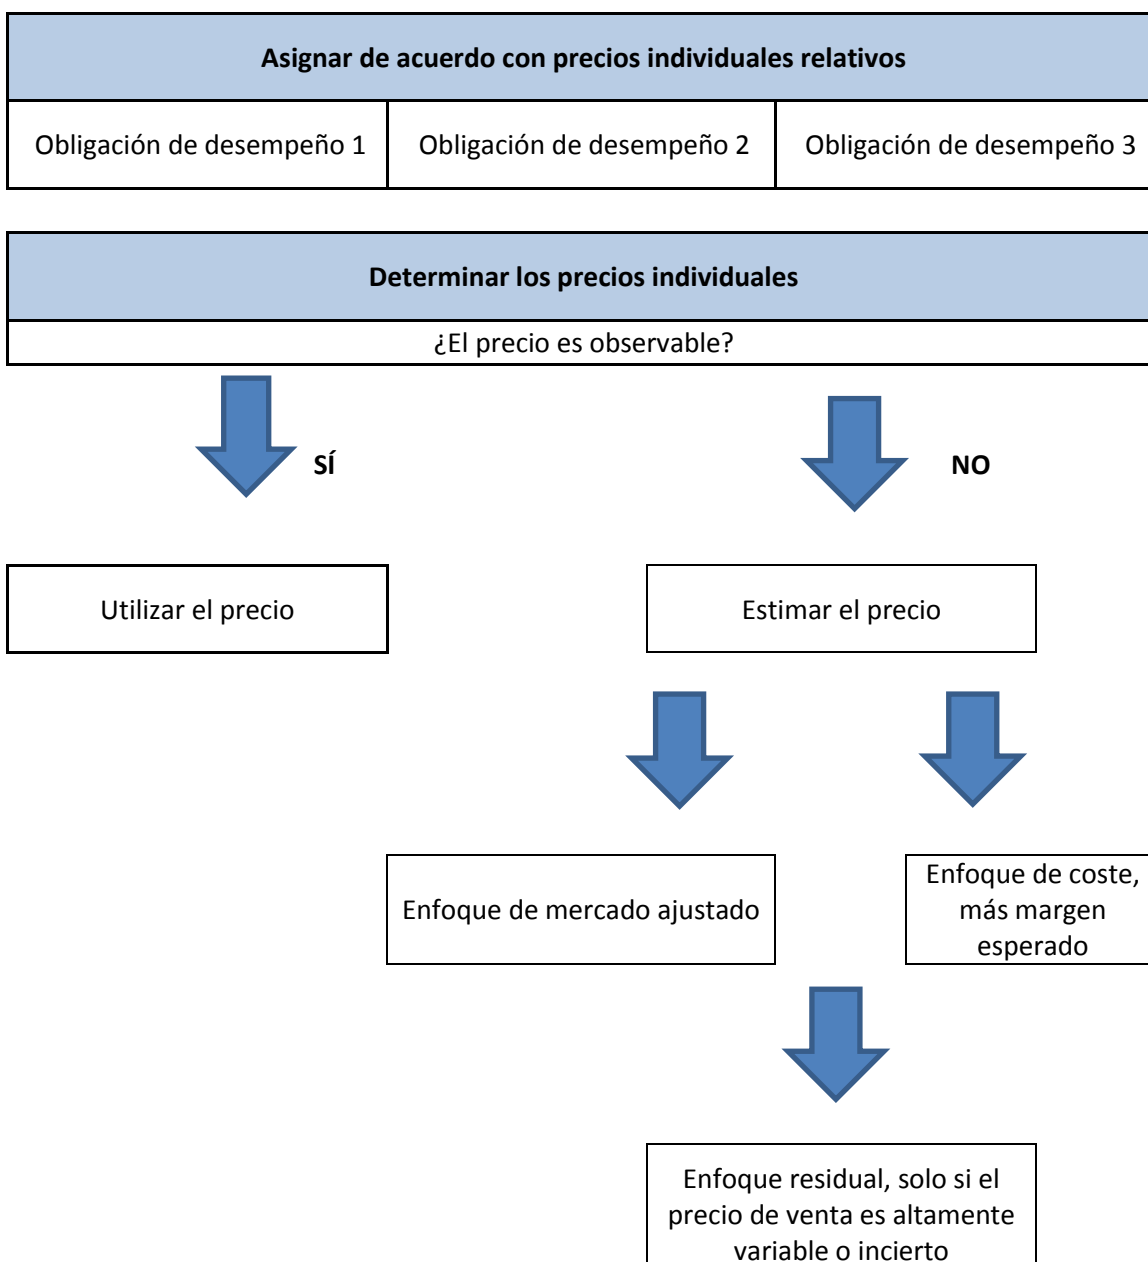 Asignar de acuerdo con precios individuales relativos
Obligación de desempeño 1
Obligación de desempeño 2
Obligación de desempeño 3
Determinar los precios individuales
¿El precio es observable?
SÍ
NO
Utilizar el precio
Estimar el precio
Enfoque de mercado ajustado
Enfoque de coste,
más margen
esperado
Enfoque residual, solo si el
precio de venta es altamente
variable o incierto